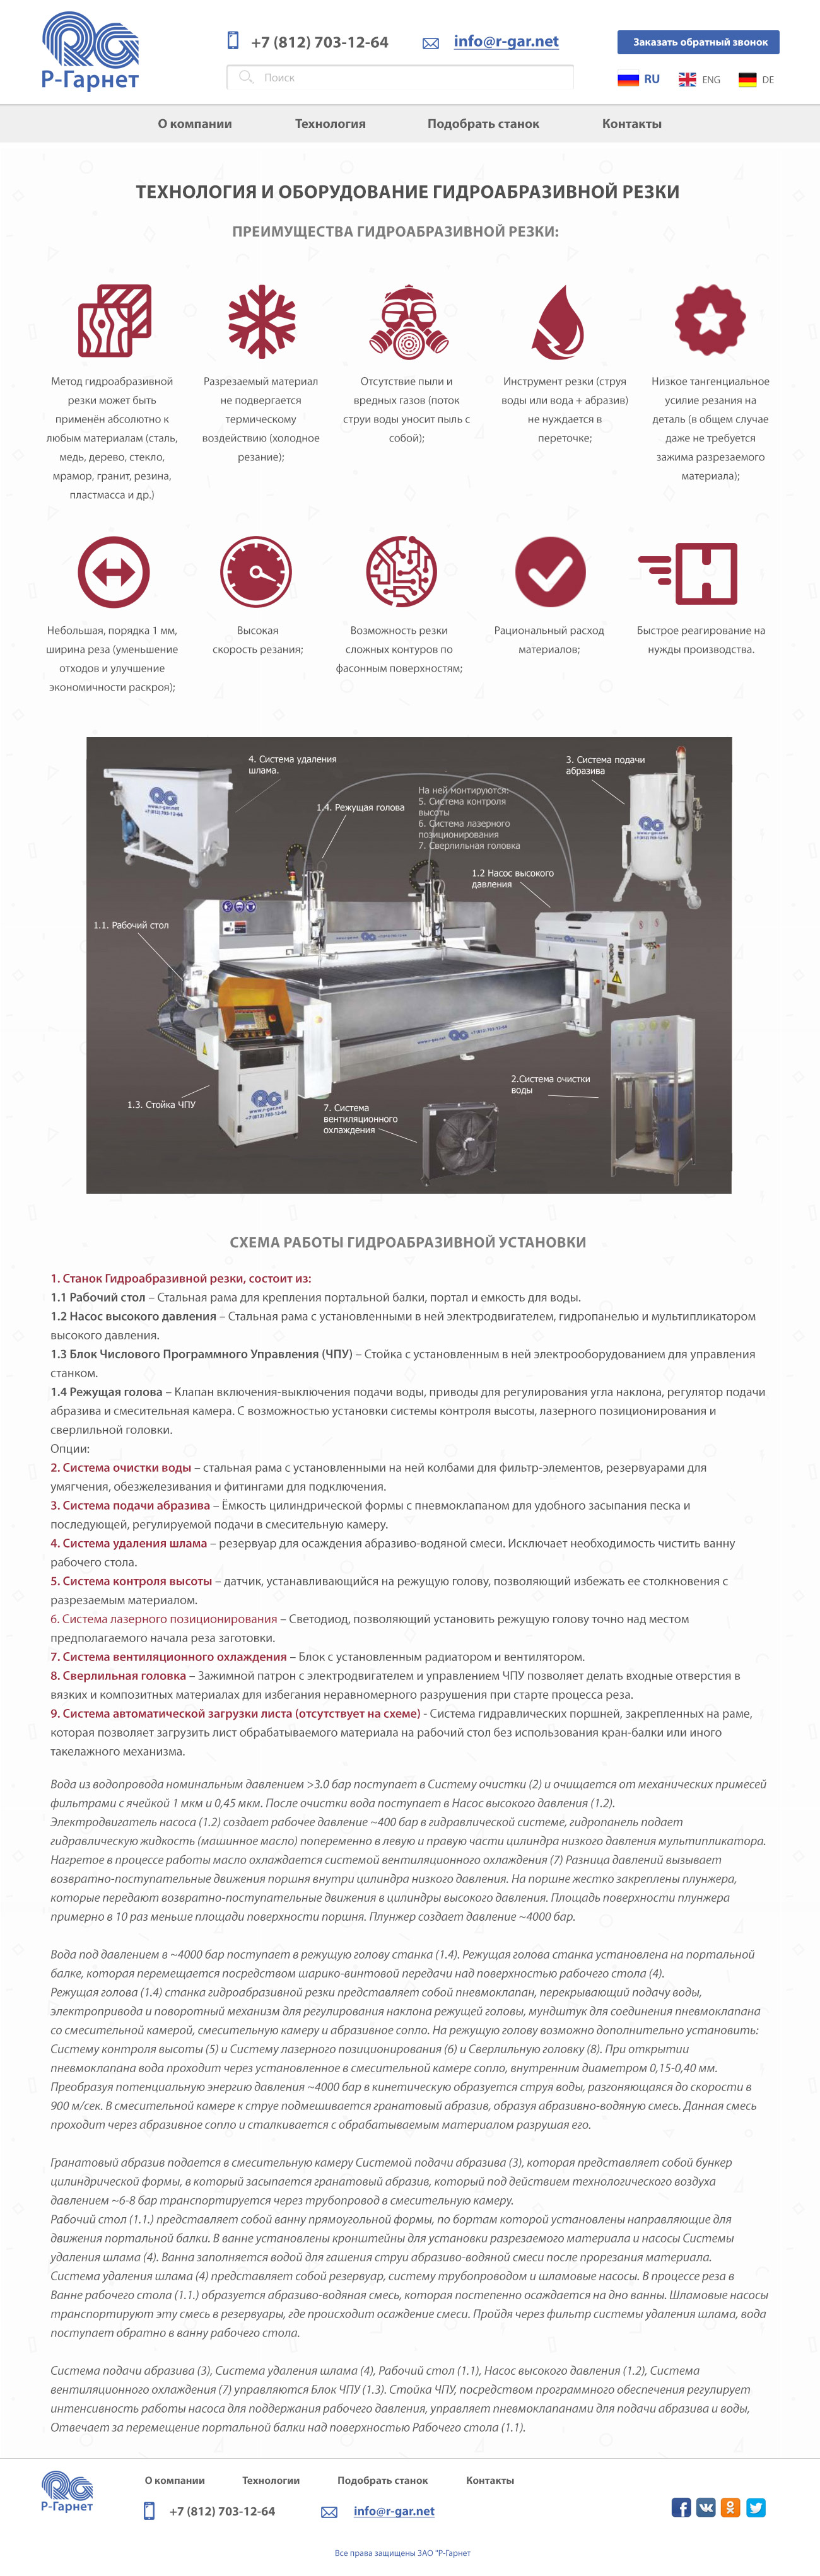 Р-Гарнет
+7 (812) 703-12-64
info@r-gar.net
Заказать обратный звонок
Поиск
RU
ENG
DE
О компании
Технология
Подобрать станок
Контакты
ТЕХНОЛОГИЯ И ОБОРУДОВАНИЕ ГИДРОАБРАЗИВНОЙ РЕЗКИ
ПРЕИМУЩЕСТВА ГИДРОАБРАЗИВНОЙ РЕЗКИ:
Метод гидроабразивной
резки может быть
применён абсолютно к
любым материалам (сталь,
медь, дерево, стекло,
мрамор, гранит, резина,
пластмасса и др.)
Разрезаемый материал
не подвергается
термическому
воздействию (холодное
резание);
Отсутствие пыли и
вредных газов (поток
струи воды уносит пыль с
собой);
Инструмент резки (струя
воды или вода + абразив)
не нуждается в
переточке;
Низкое тангенциальное
усилие резания на
деталь (в общем случае
даже не требуется
зажима разрезаемого
материала);
Небольшая, порядка 1 мм,
ширина реза (уменьшение
отходов и улучшение
экономичности раскроя);
Высокая
скорость резания;
Возможность резки
сложных контуров по
фасонным поверхностям;
Рациональный расход
материалов;
Быстрое реагирование на
нужды производства.
4. Система удаления
шлама.
3. Система подачи
абразива
На ней монтируются:
5. Система контроля
высоты
6. Система лазерного
позиционирования
7. Сверлильная головка
1.4. Режущая голова
1.2 Насос высокого
давления
1.1. Рабочий стол
2.Система очистки
воды
1.3. Стойка ЧПУ
7. Система
вентиляционного
охлаждения
СХЕМА РАБОТЫ ГИДРОАБРАЗИВНОЙ УСТАНОВКИ
1. Станок Гидроабразивной резки, состоит из:
1.1 Рабочий стол – Стальная рама для крепления портальной балки, портал и емкость для воды.
1.2 Насос высокого давления – Стальная рама с установленными в ней электродвигателем, гидропанелью и мультипликатором
высокого давления.
1.3 Блок Числового Программного Управления (ЧПУ) – Стойка с установленным в ней электрооборудованием для управления
станком.
1.4 Режущая голова – Клапан включения-выключения подачи воды, приводы для регулирования угла наклона, регулятор подачи
абразива и смесительная камера. С возможностью установки системы контроля высоты, лазерного позиционирования и
сверлильной головки.
Опции:
2. Система очистки воды – стальная рама с установленными на ней колбами для фильтр-элементов, резервуарами для
умягчения, обезжелезивания и фитингами для подключения.
3. Система подачи абразива – Ёмкость цилиндрической формы с пневмоклапаном для удобного засыпания песка и
последующей, регулируемой подачи в смесительную камеру.
4. Система удаления шлама – резервуар для осаждения абразиво-водяной смеси. Исключает необходимость чистить ванну
рабочего стола.
5. Система контроля высоты – датчик, устанавливающийся на режущую голову, позволяющий избежать ее столкновения с
разрезаемым материалом.
6. Система лазерного позиционирования – Светодиод, позволяющий установить режущую голову точно над местом
предполагаемого начала реза заготовки.
7. Система вентиляционного охлаждения – Блок с установленным радиатором и вентилятором.
8. Сверлильная головка – Зажимной патрон с электродвигателем и управлением ЧПУ позволяет делать входные отверстия в
вязких и композитных материалах для избегания неравномерного разрушения при старте процесса реза.
9. Система автоматической загрузки листа (отсутствует на схеме) - Система гидравлических поршней, закрепленных на раме,
которая позволяет загрузить лист обрабатываемого материала на рабочий стол без использования кран-балки или иного
такелажного механизма.
Вода из водопровода номинальным давлением >3.0 бар поступает в Систему очистки (2) и очищается от механических примесей
фильтрами с ячейкой 1 мкм и 0,45 мкм. После очистки вода поступает в Насос высокого давления (1.2).
Электродвигатель насоса (1.2) создает рабочее давление ~400 бар в гидравлической системе, гидропанель подает
гидравлическую жидкость (машинное масло) попеременно в левую и правую части цилиндра низкого давления мультипликатора.
Нагретое в процессе работы масло охлаждается системой вентиляционного охлаждения (7) Разница давлений вызывает
возвратно-поступательные движения поршня внутри цилиндра низкого давления. На поршне жестко закреплены плунжера,
которые передают возвратно-поступательные движения в цилиндры высокого давления. Площадь поверхности плунжера
примерно в 10 раз меньше площади поверхности поршня. Плунжер создает давление ~4000 бар.
Вода под давлением в ~4000 бар поступает в режущую голову станка (1.4). Режущая голова станка установлена на портальной
балке, которая перемещается посредством шарико-винтовой передачи над поверхностью рабочего стола (4).
Режущая голова (1.4) станка гидроабразивной резки представляет собой пневмоклапан, перекрывающий подачу воды,
электропривода и поворотный механизм для регулирования наклона режущей головы, мундштук для соединения пневмоклапана
со смесительной камерой, смесительную камеру и абразивное сопло. На режущую голову возможно дополнительно установить:
Систему контроля высоты (5) и Систему лазерного позиционирования (6) и Сверлильную головку (8). При открытии
пневмоклапана вода проходит через установленное в смесительной камере сопло, внутренним диаметром 0,15-0,40 мм.
Преобразуя потенциальную энергию давления ~4000 бар в кинетическую образуется струя воды, разгоняющаяся до скорости в
900 м/сек. В смесительной камере к струе подмешивается гранатовый абразив, образуя абразивно-водяную смесь. Данная смесь
проходит через абразивное сопло и сталкивается с обрабатываемым материалом разрушая его.
Гранатовый абразив подается в смесительную камеру Системой подачи абразива (3), которая представляет собой бункер
цилиндрической формы, в который засыпается гранатовый абразив, который под действием технологического воздуха
давлением ~6-8 бар транспортируется через трубопровод в смесительную камеру.
Рабочий стол (1.1.) представляет собой ванну прямоугольной формы, по бортам которой установлены направляющие для
движения портальной балки. В ванне установлены кронштейны для установки разрезаемого материала и насосы Системы
удаления шлама (4). Ванна заполняется водой для гашения струи абразиво-водяной смеси после прорезания материала.
Система удаления шлама (4) представляет собой резервуар, систему трубопроводом и шламовые насосы. В процессе реза в
Ванне рабочего стола (1.1.) образуется абразиво-водяная смесь, которая постепенно осаждается на дно ванны. Шламовые насосы
транспортируют эту смесь в резервуары, где происходит осаждение смеси. Пройдя через фильтр системы удаления шлама, вода
поступает обратно в ванну рабочего стола.
Система подачи абразива (3), Система удаления шлама (4), Рабочий стол (1.1), Насос высокого давления (1.2), Система
вентиляционного охлаждения (7) управляются Блок ЧПУ (1.3). Стойка ЧПУ, посредством программного обеспечения регулирует
интенсивность работы насоса для поддержания рабочего давления, управляет пневмоклапанами для подачи абразива и воды,
Отвечает за перемещение портальной балки над поверхностью Рабочего стола (1.1).
Р-Гарнет
О компании
Технологии
Подобрать станок
Контакты
+7 (812) 703-12-64
info@r-gar.net
Все права защищены ЗАО "Р-Гарнет